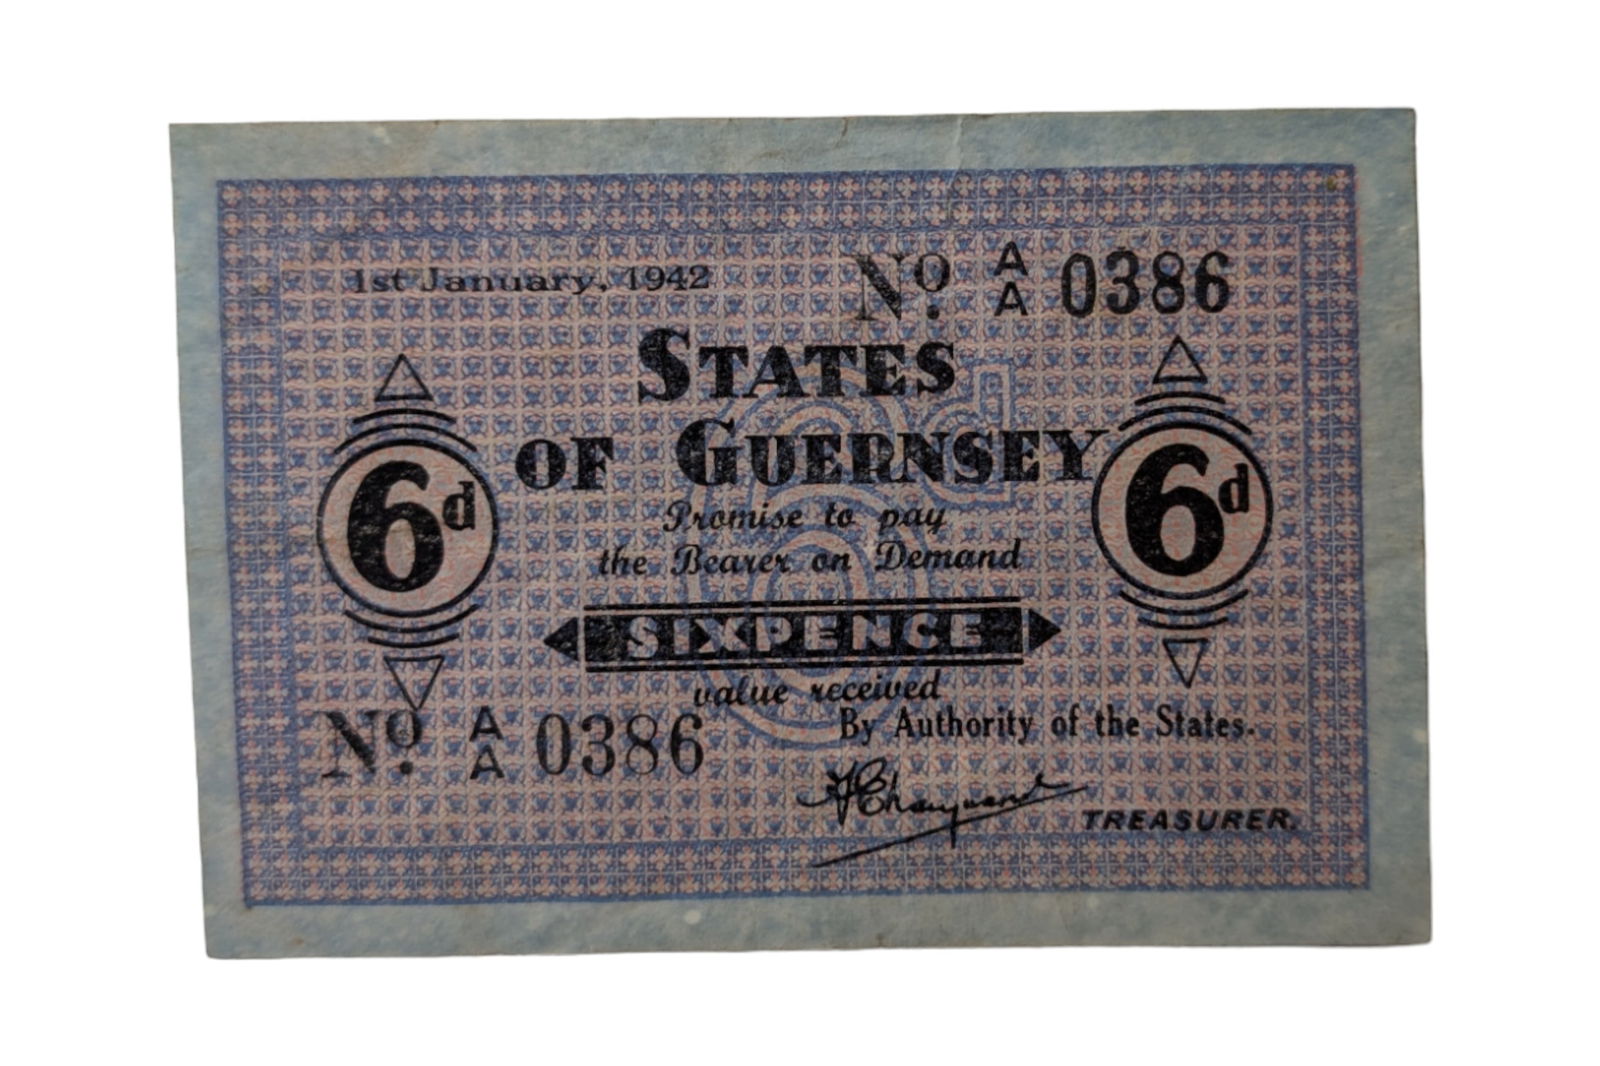 1st January, 1942
No. A/A 0386
STATES
OF GUERNSEY
6d
6d
Promise to pay
the Bearer on Demand
SIXPENCE
value received
No. A/A 0386
By Authority of the States.
TREASURER.